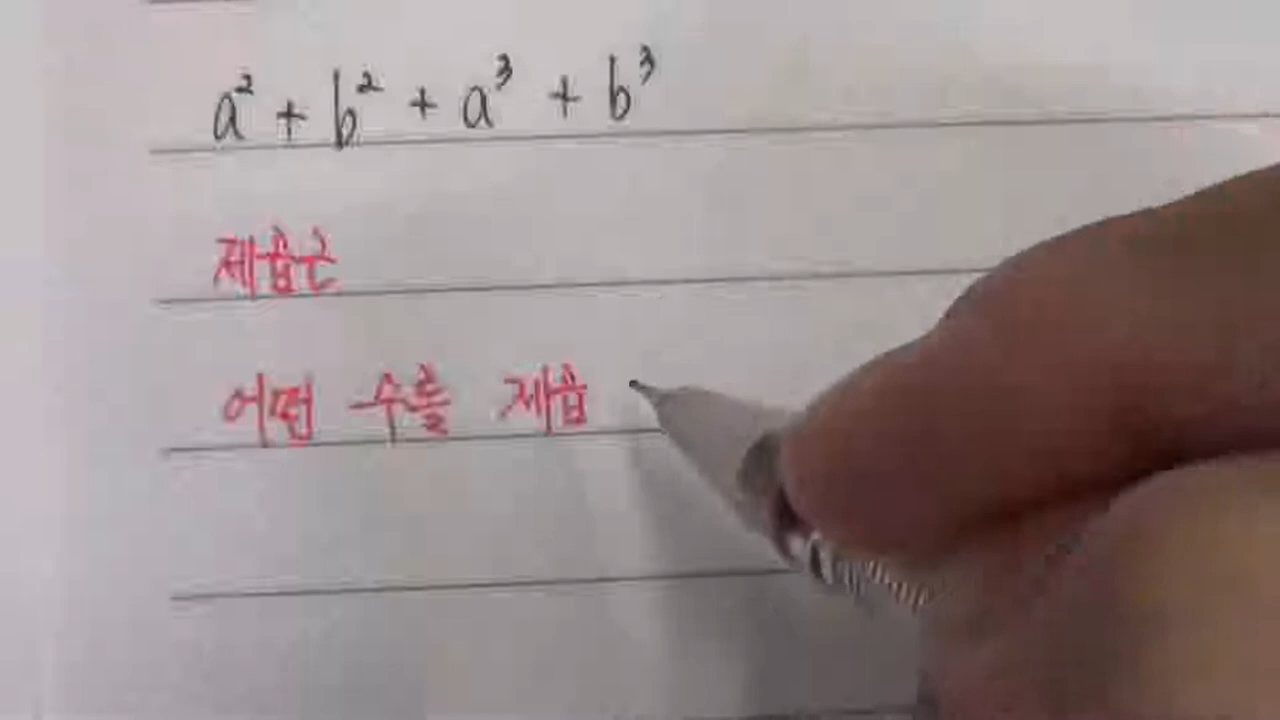 a² + b² + a³ + b³
제곱근
어떤 수를 제곱